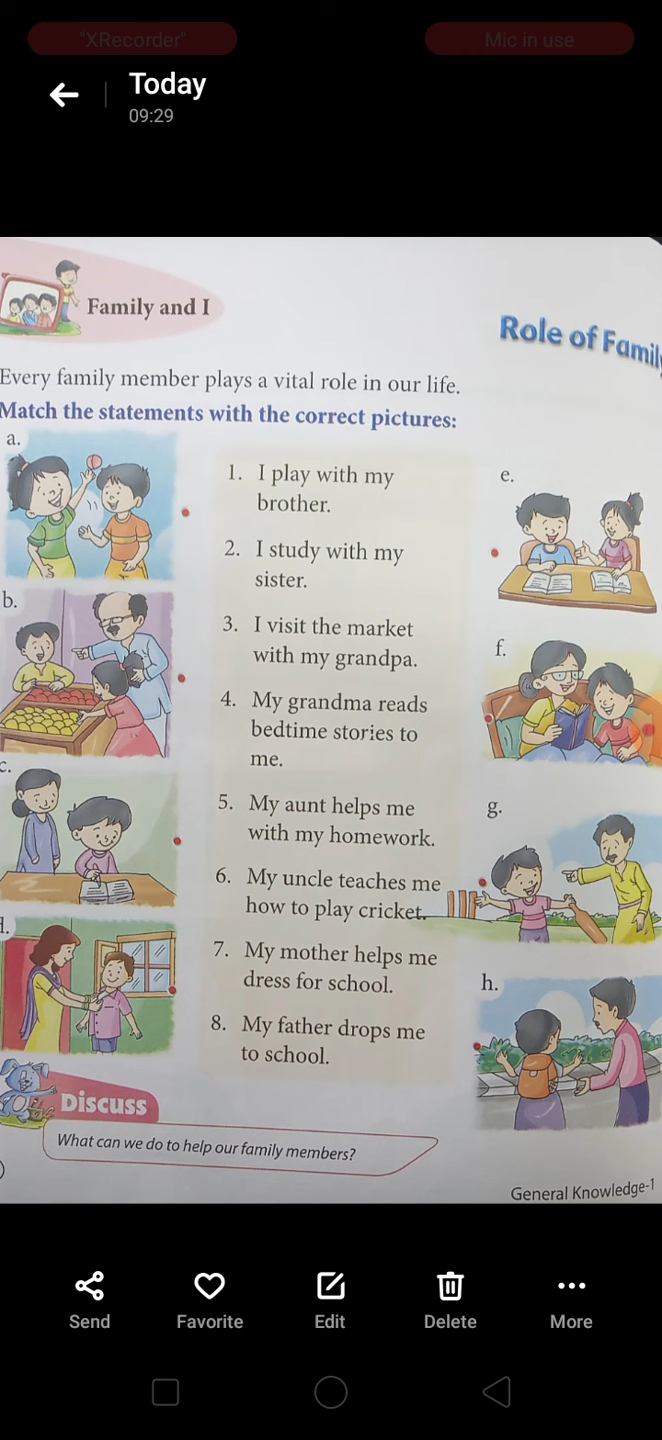 "XRecorder"
Mic in use
Today
09:29
Family and I
Role of Family
Every family member plays a vital role in our life.
Match the statements with the correct pictures:
a.
1. I play with my
brother.
2. I study with my
sister.
3. I visit the market
with my grandpa.
4. My grandma reads
bedtime stories to
me.
5. My aunt helps me
with my homework.
6. My uncle teaches me
how to play cricket.
7. My mother helps me
dress for school.
8. My father drops me
to school.
b.
c.
d.
e.
f.
g.
h.
Discuss
What can we do to help our family members?
General Knowledge-1
Send
Favorite
Edit
Delete
More